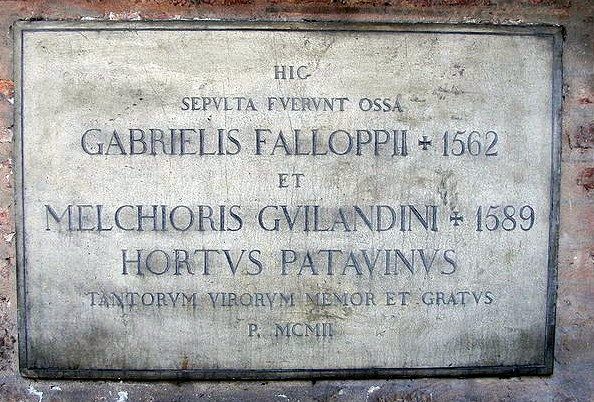 HIC
SEPVLTA FVERVNT OSSA
GABRIELIS FALLOPPII + 1562
ET
MELCHIORIS GVILANDINI + 1589
HORTVS PATAVINVS
TANTORVM VIRORVM MEMOR ET GRATVS
P. MCMII.